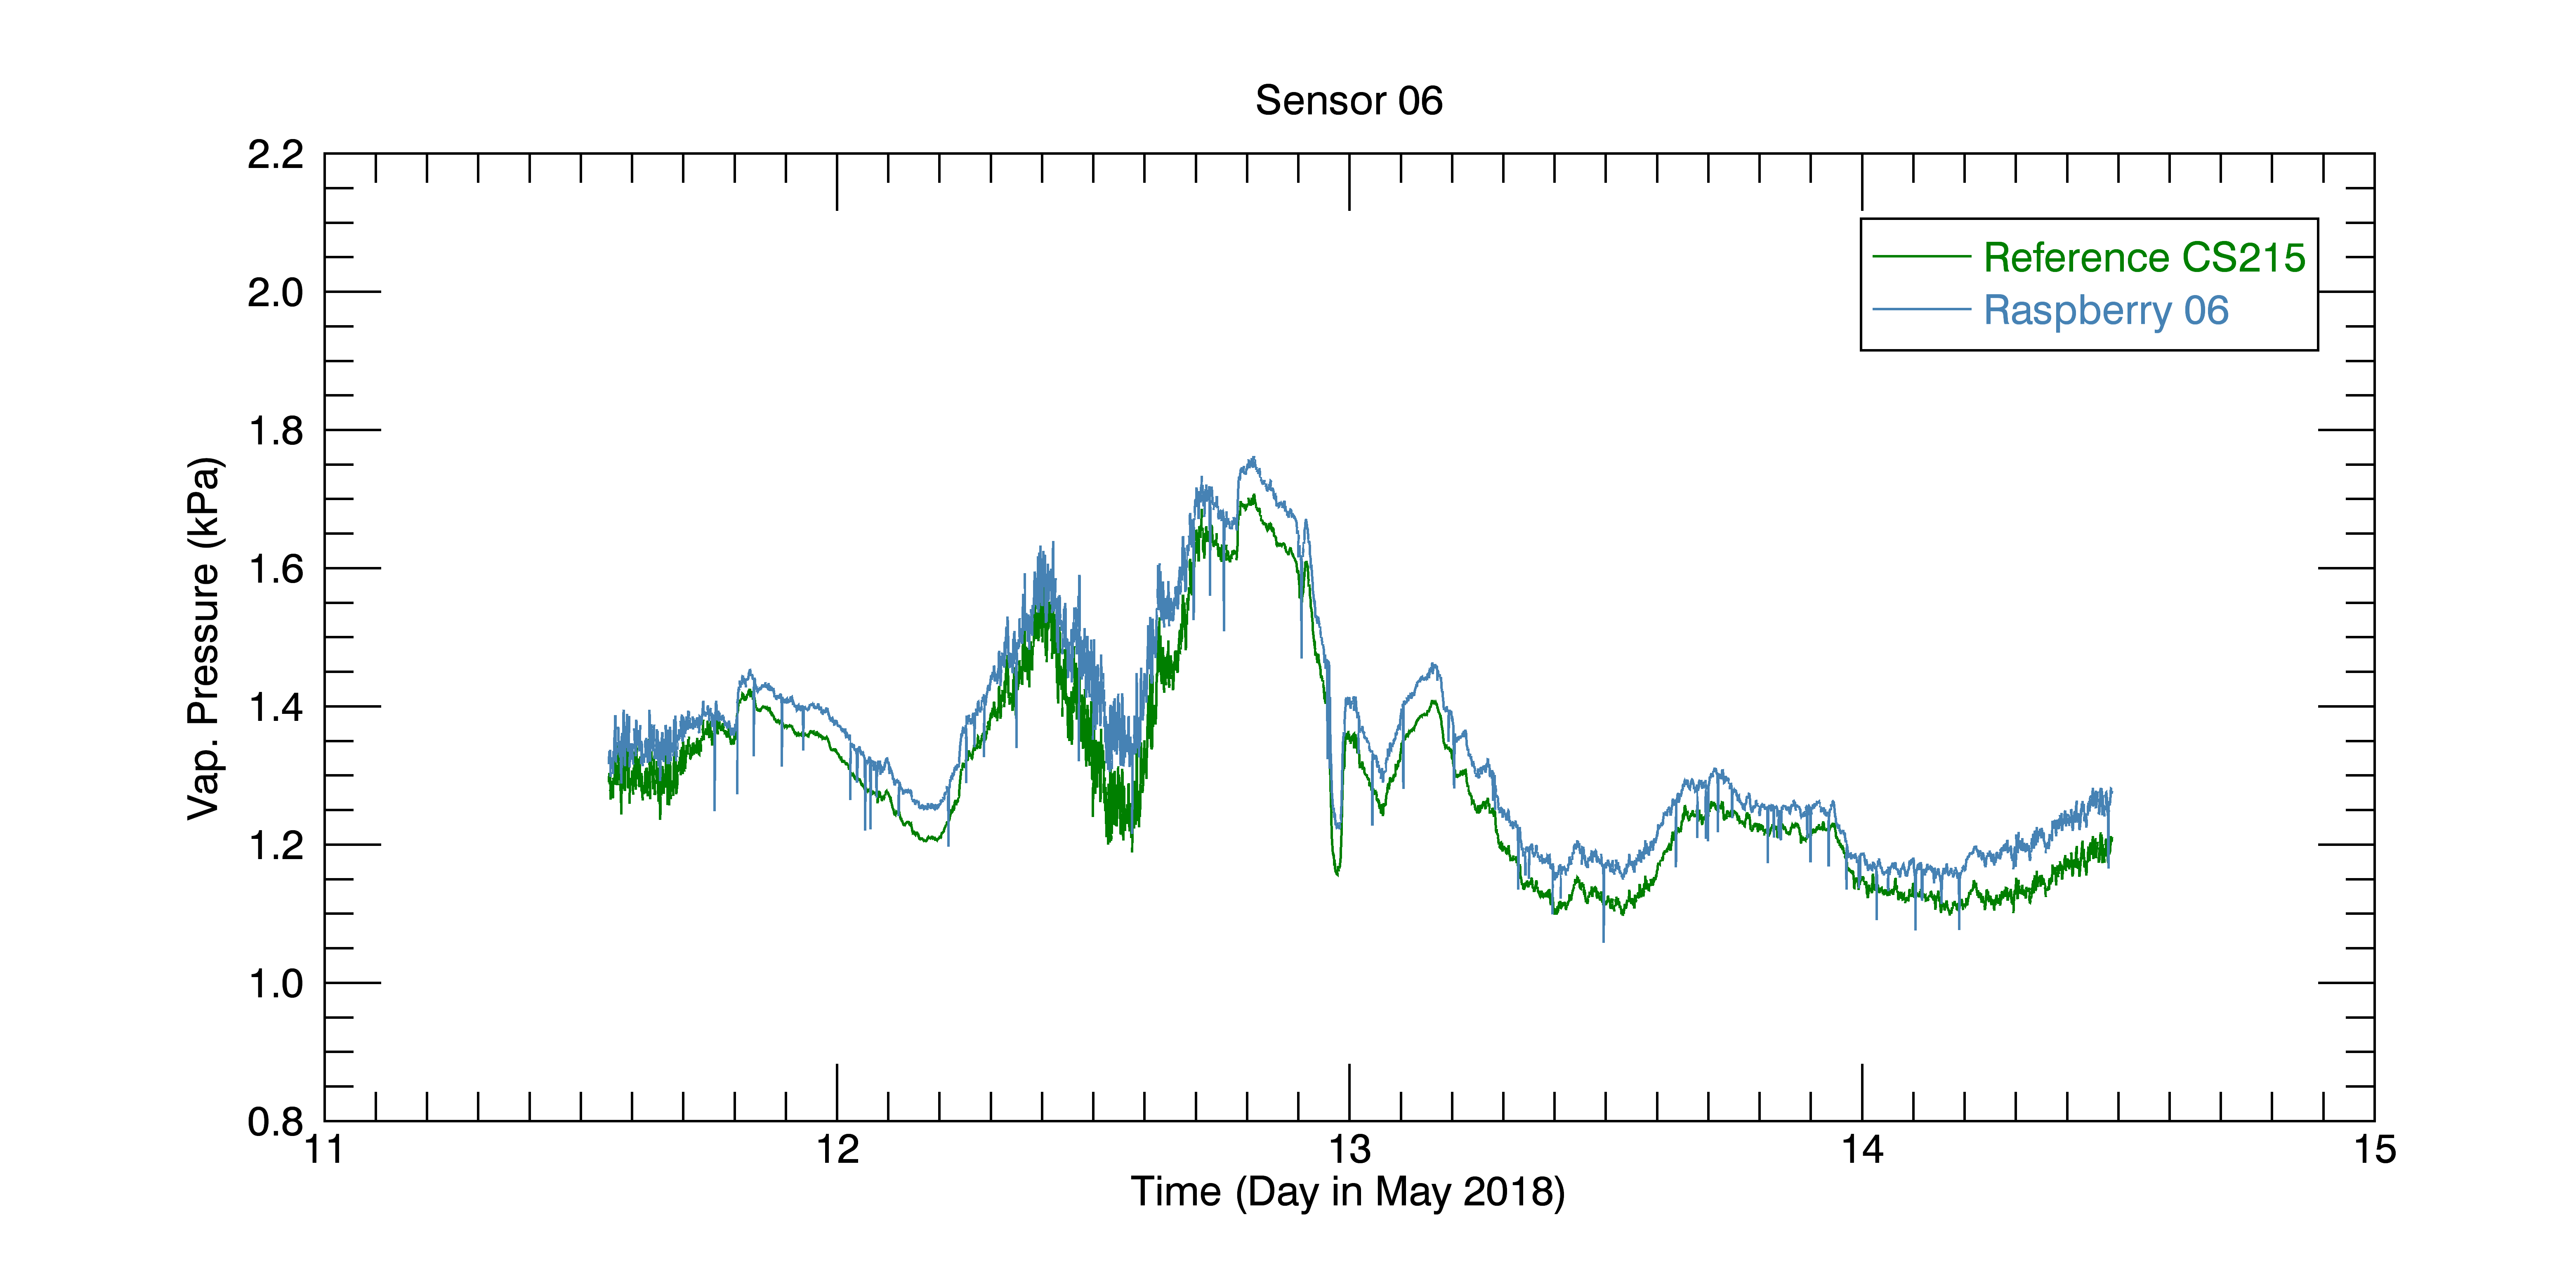 Sensor 06
2.2
2.0
1.8
1.6
1.4
1.2
1.0
0.8
Vap. Pressure (kPa)
Reference CS215
Raspberry 06
11 12 13 14 15
Time (Day in May 2018)